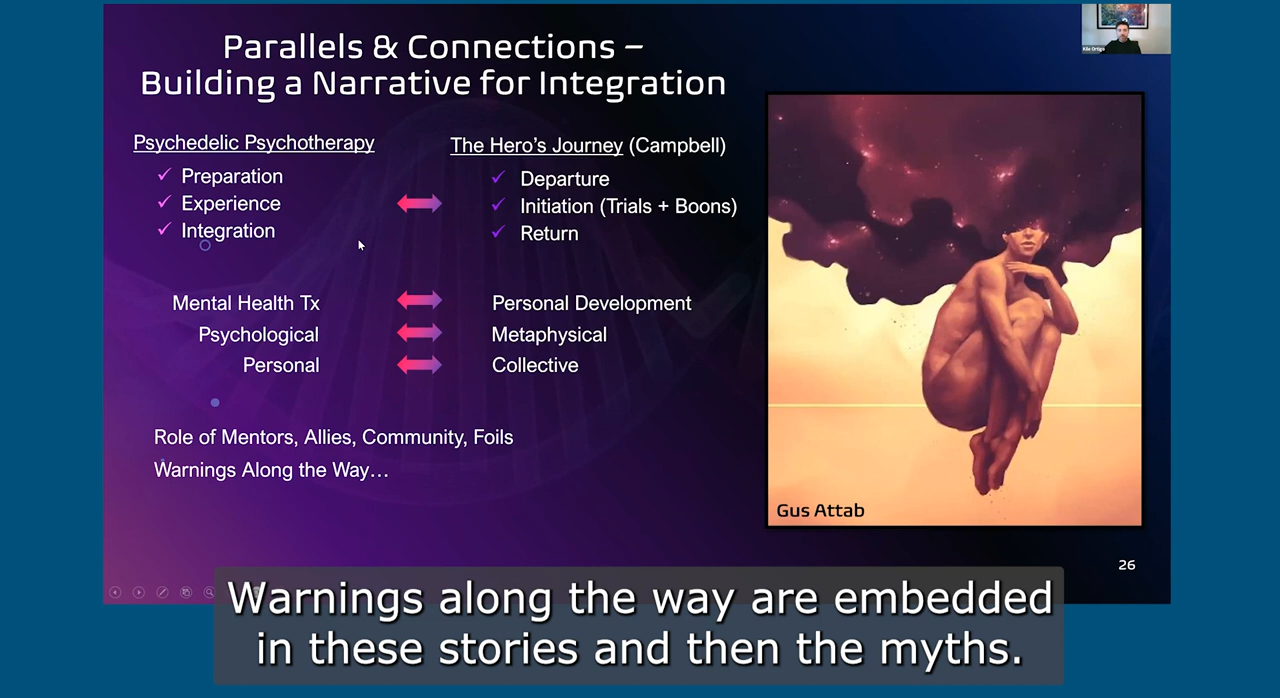 Parallels & Connections –
Building a Narrative for Integration
Psychedelic Psychotherapy
Preparation
Experience
Integration
The Hero's Journey (Campbell)
Departure
Initiation (Trials + Boons)
Return
Mental Health Tx
Personal Development
Psychological
Metaphysical
Personal
Collective
Role of Mentors, Allies, Community, Foils
Warnings Along the Way…
Gus Attab
26
Kile Ortigo
Warnings along the way are embedded
in these stories and then the myths.